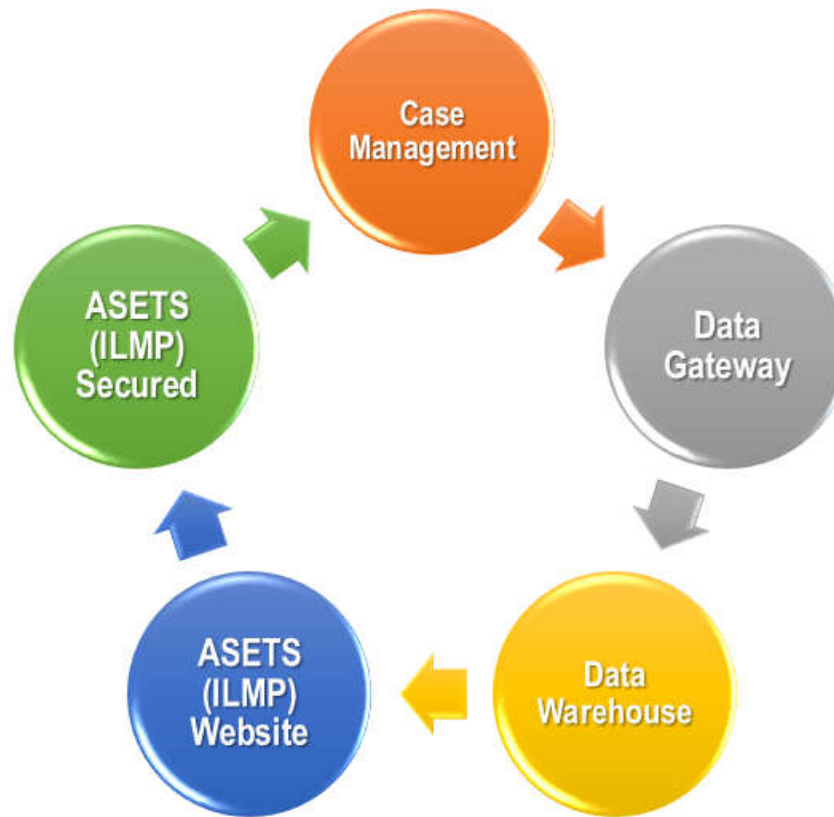 Case
Management
Data
Gateway
Data
Warehouse
ASETS
(ILMP)
Website
ASETS
(ILMP)
Secured